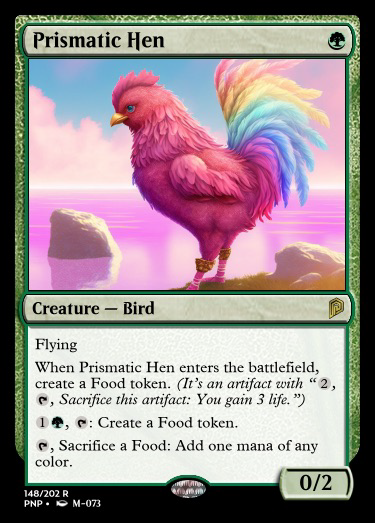 Prismatic Hen
Creature — Bird
Flying
When Prismatic Hen enters the battlefield,
create a Food token. (It's an artifact with “2,
T, Sacrifice this artifact: You gain 3 life.”)
1, T: Create a Food token.
T, Sacrifice a Food: Add one mana of any
color.
0/2
148/202 R
PNP • M-073